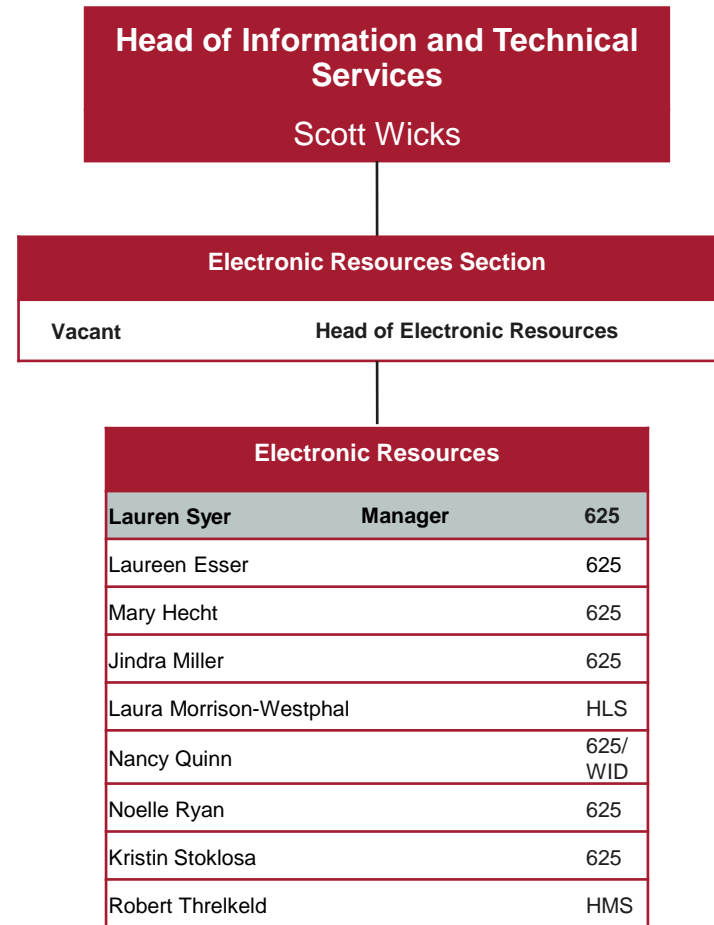 Head of Information and Technical
Services
Scott Wicks
Electronic Resources Section
Vacant Head of Electronic Resources
Electronic Resources
Lauren Syer Manager 625
Laureen Esser 625
Mary Hecht 625
Jindra Miller 625
Laura Morrison-Westphal HLS
Nancy Quinn 625/
WID
Noelle Ryan 625
Kristin Stoklosa 625
Robert Threlkeld HMS